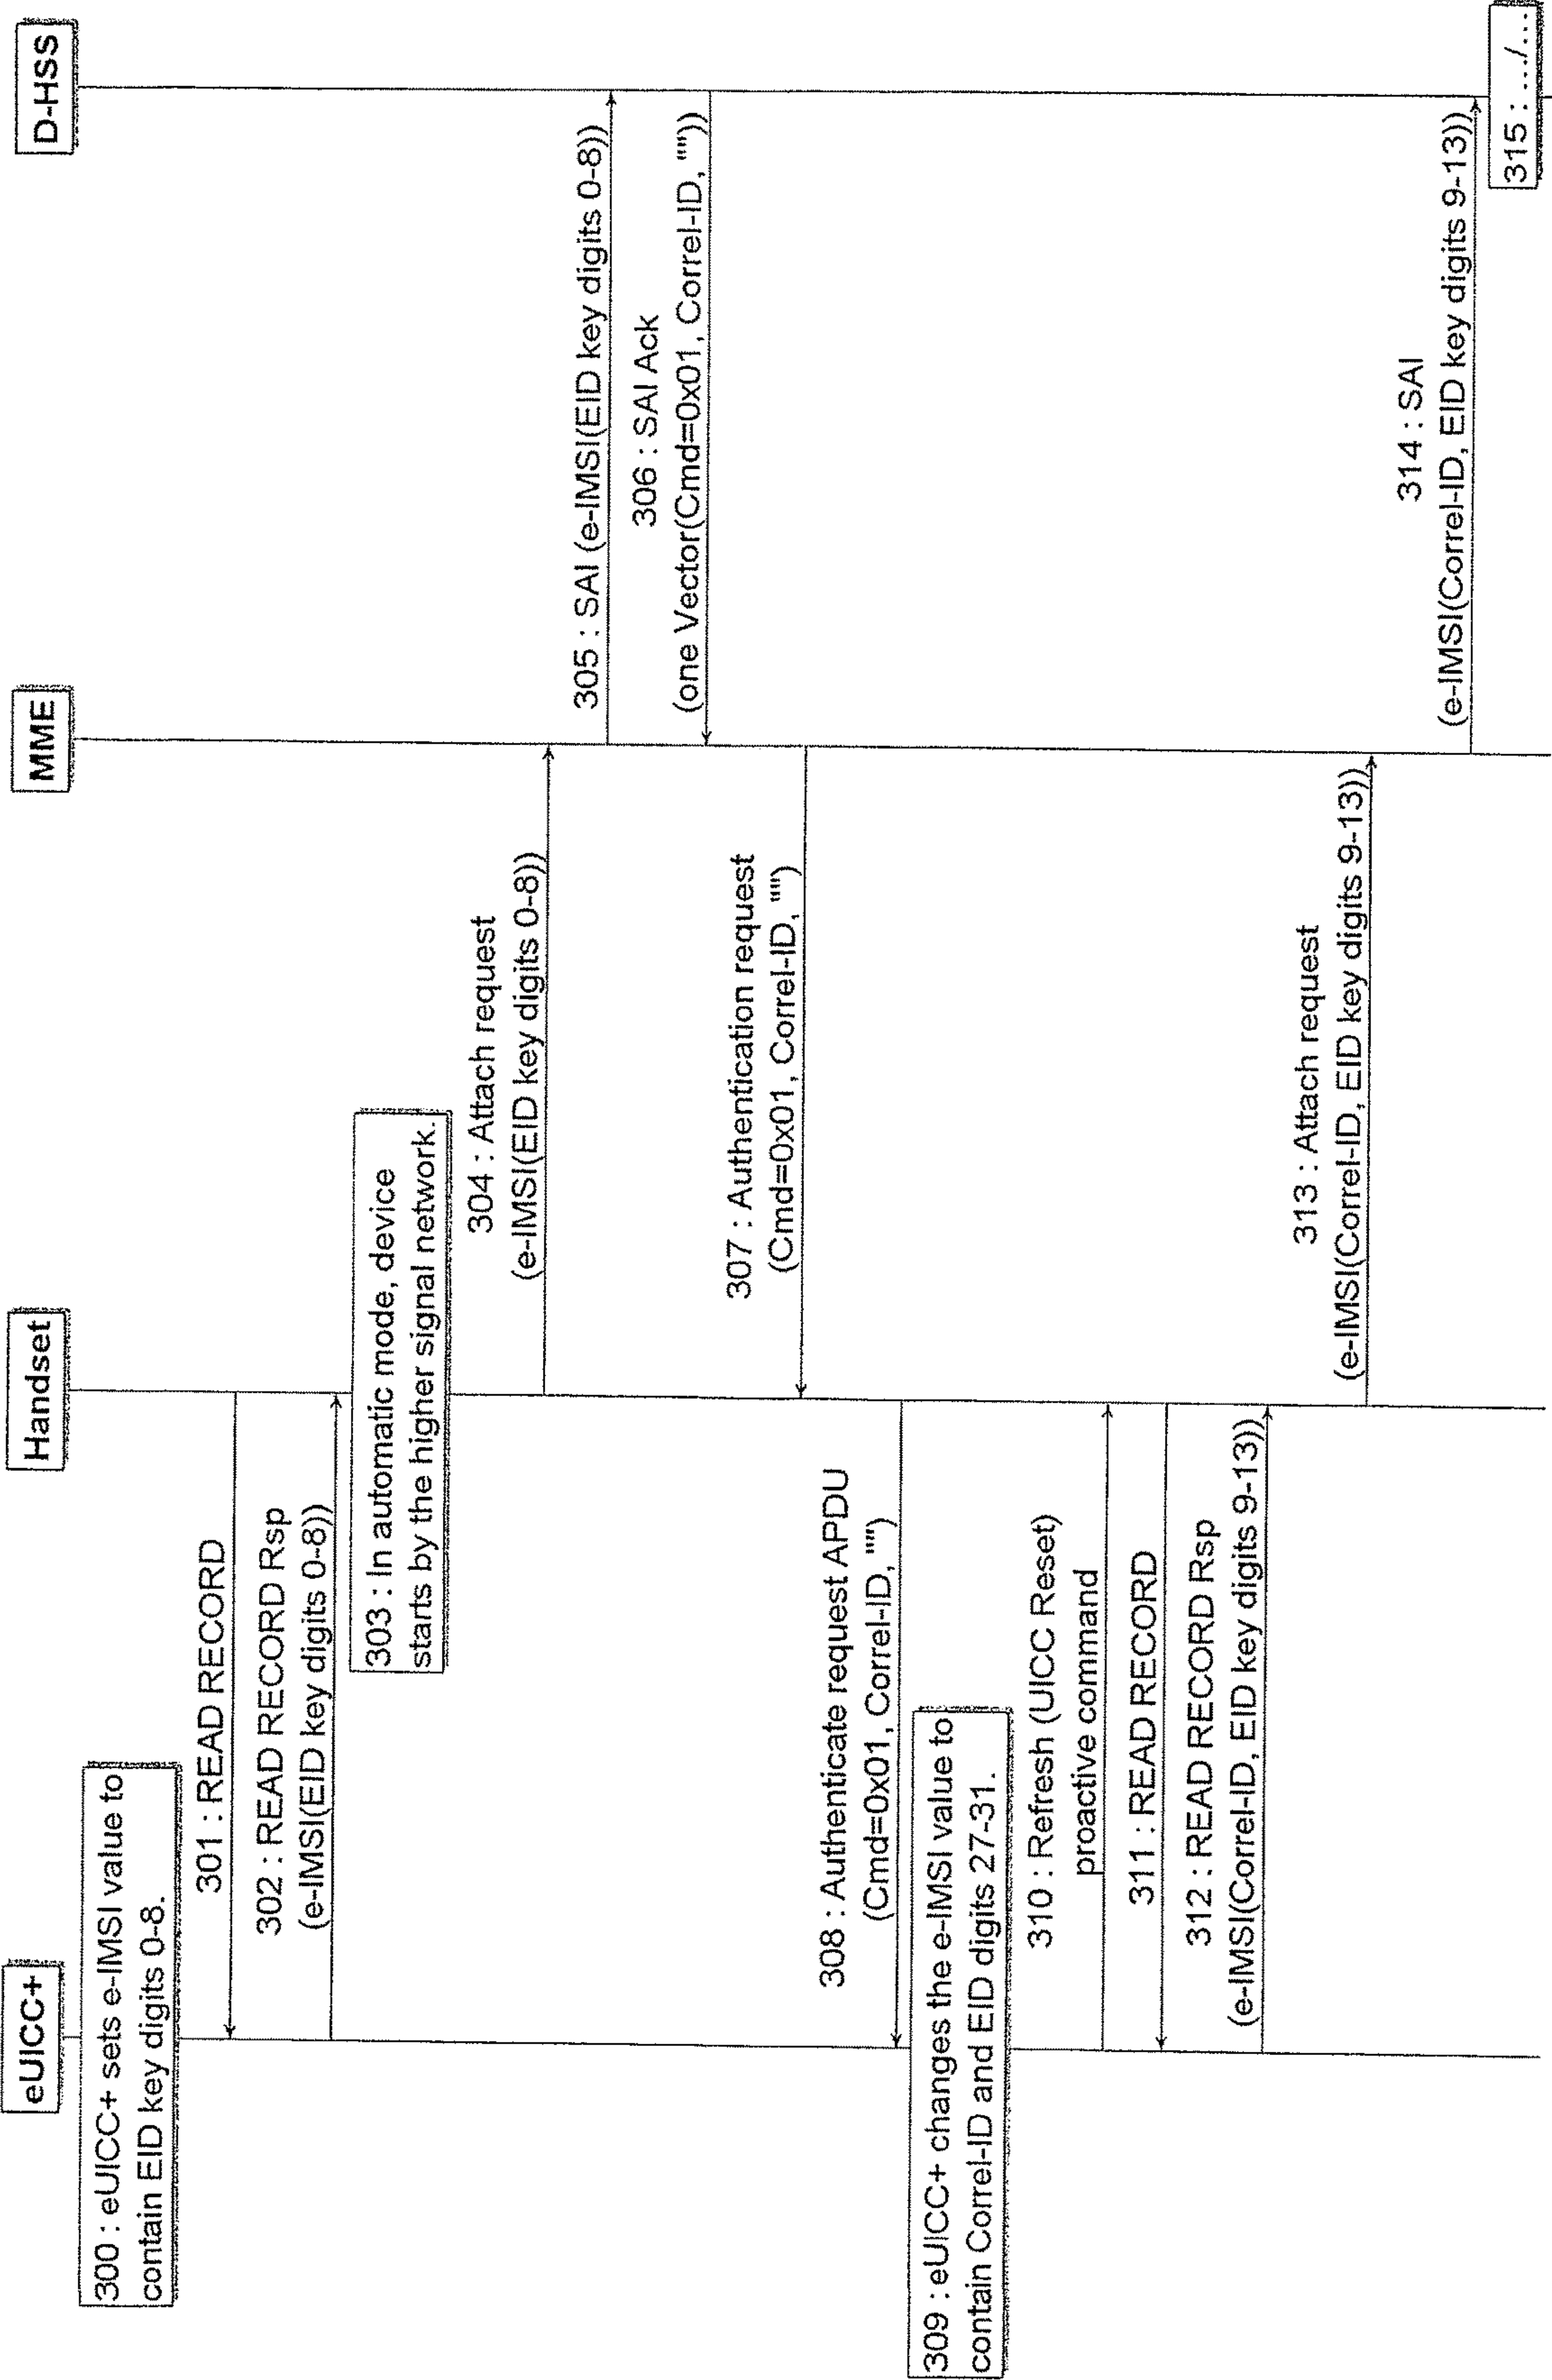 eUICC+
Handset
MME
D-HSS
300 : eUICC+ sets e-IMSI value to
contain EID key digits 0-8.
301 : READ RECORD
302 : READ RECORD Rsp
(e-IMSI(EID key digits 0-8))
303 : In automatic mode, device
starts by the higher signal network.
304 : Attach request
(e-IMSI(EID key digits 0-8))
305 : SAI (e-IMSI(EID key digits 0-8))
306 : SAI Ack
(one Vector(Cmd=0x01, Correl-ID, ""))
307 : Authentication request
(Cmd=0x01, Correl-ID, "")
308 : Authenticate request APDU
(Cmd=0x01, Correl-ID, "")
309 : eUICC+ changes the e-IMSI value to
contain Correl-ID and EID digits 27-31.
310 : Refresh (UICC Reset)
proactive command
311 : READ RECORD
312 : READ RECORD Rsp
(e-IMSI(Correl-ID, EID key digits 9-13))
313 : Attach request
(e-IMSI(Correl-ID, EID key digits 9-13))
314 : SAI
(e-IMSI(Correl-ID, EID key digits 9-13))
315 : .../...